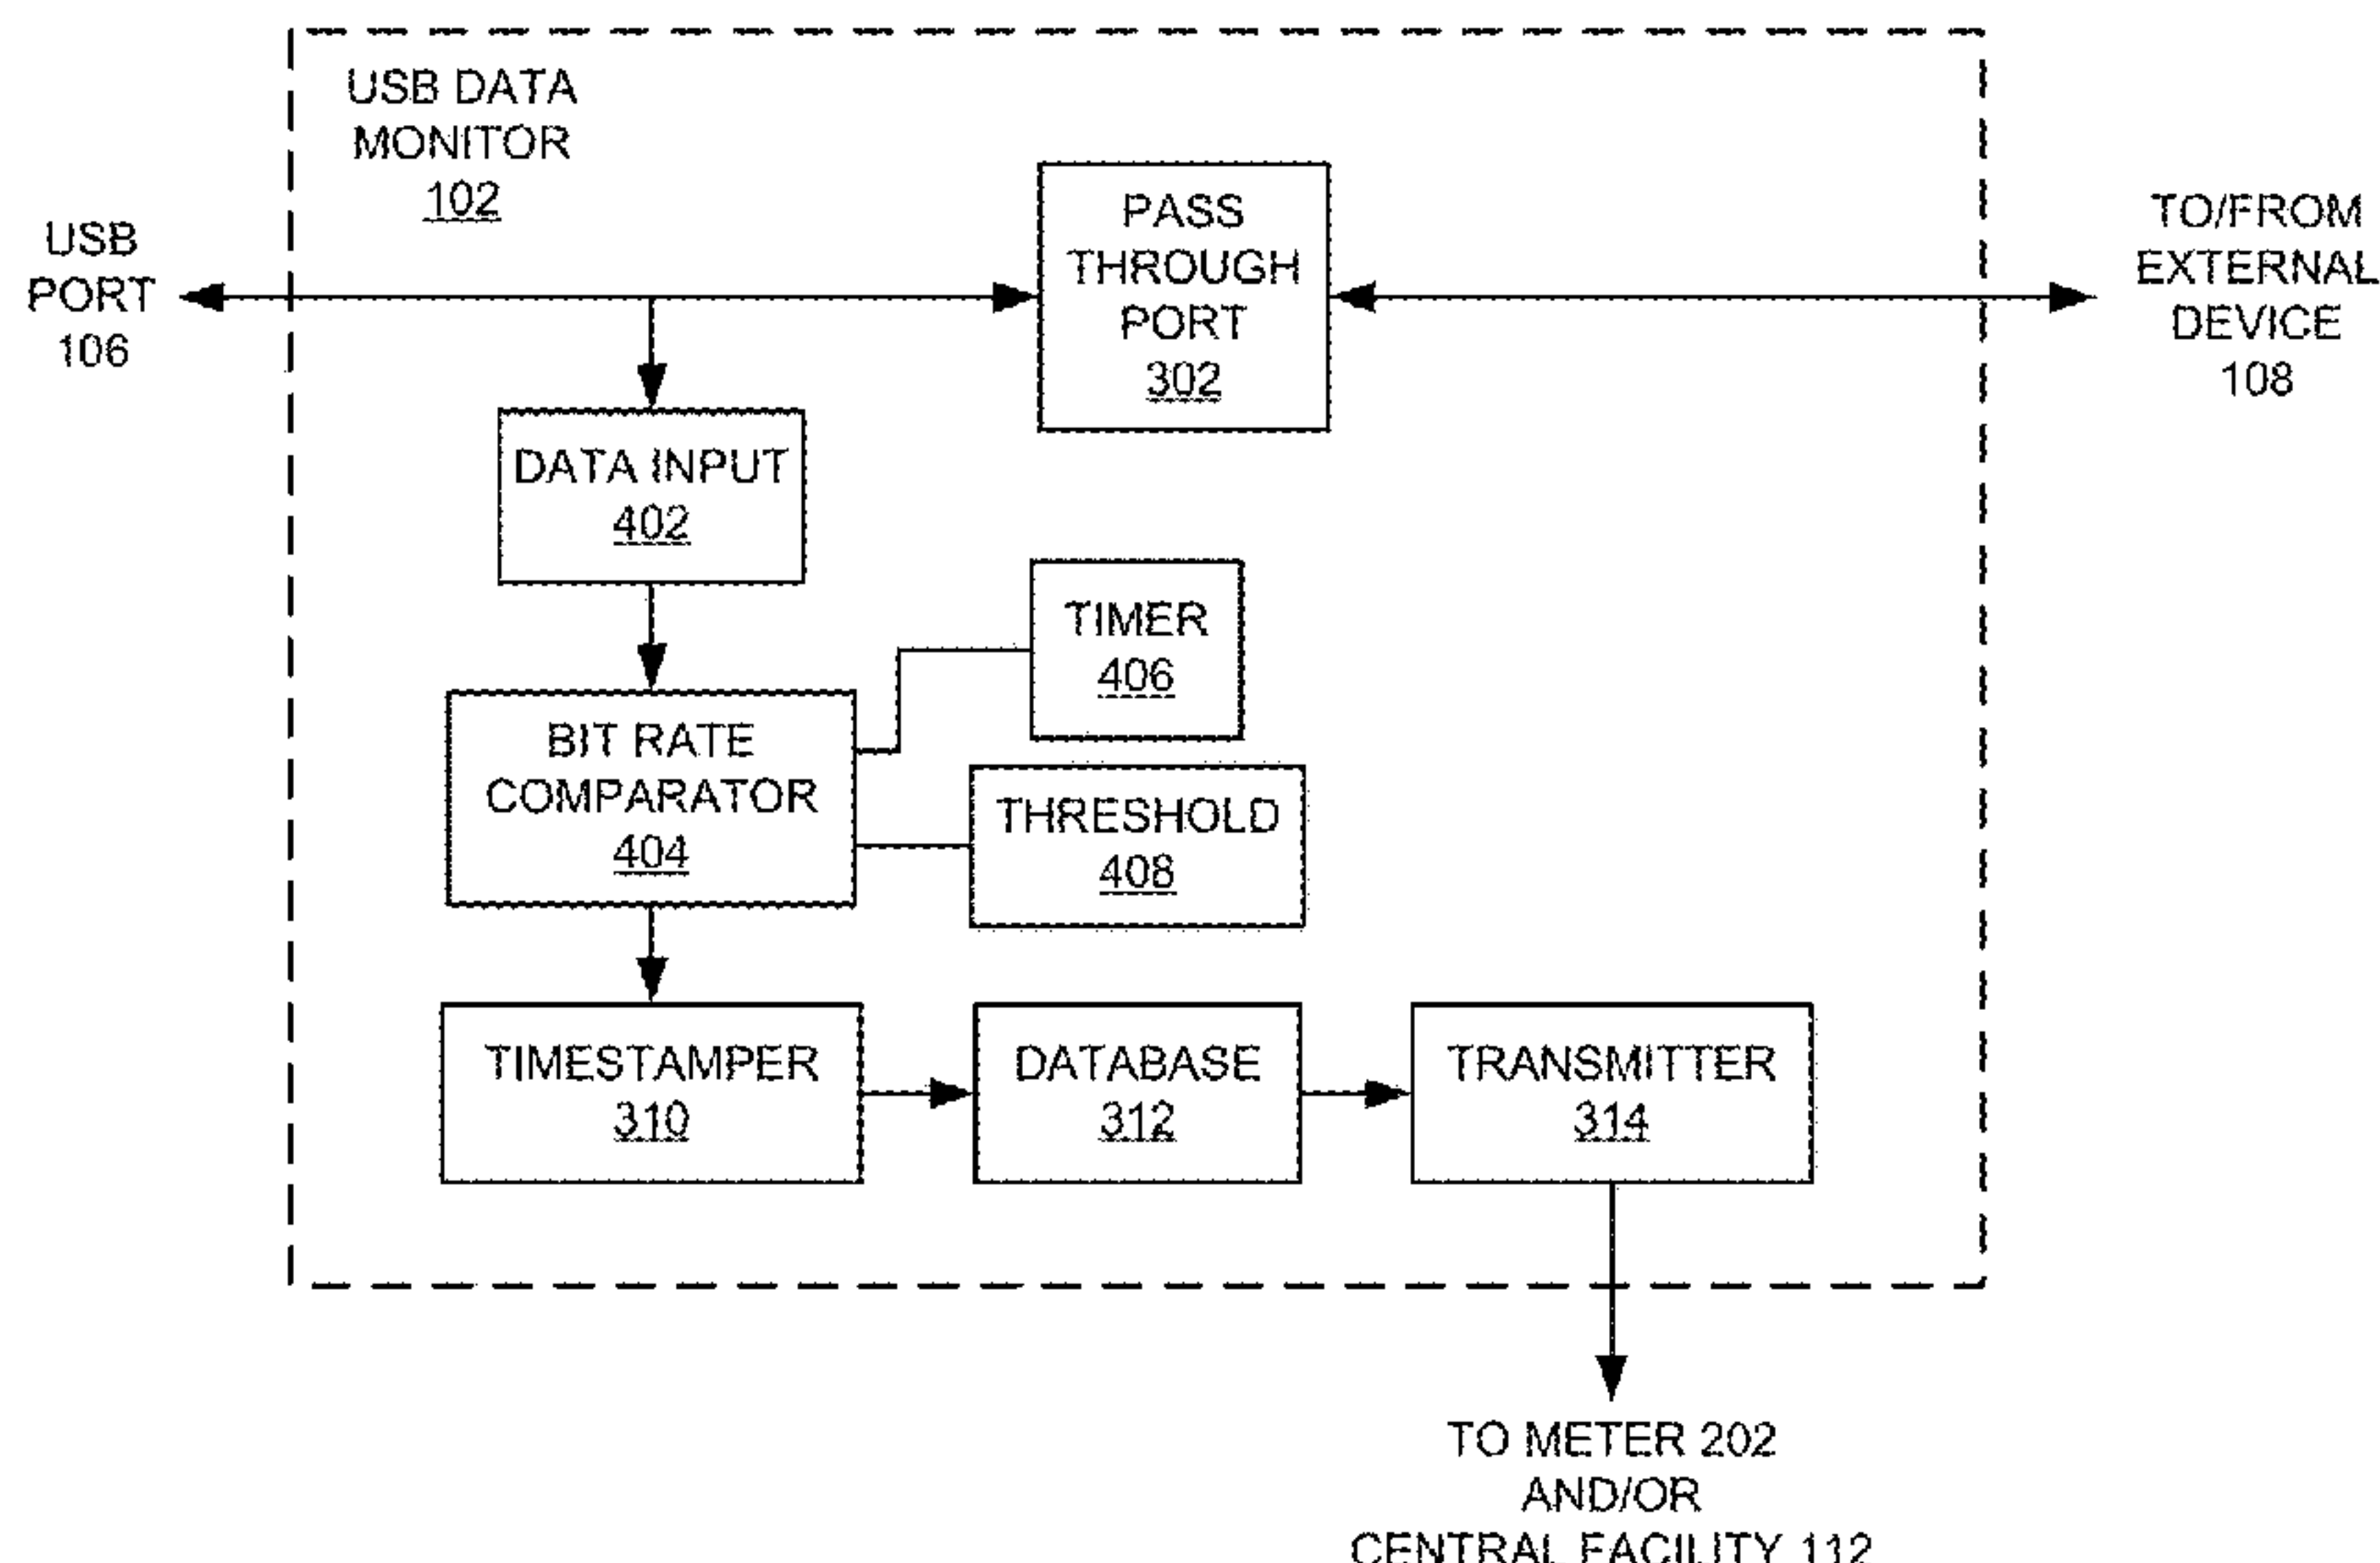 USB DATA
MONITOR
102
USB
PORT
106
PASS
THROUGH
PORT
302
TO/FROM
EXTERNAL
DEVICE
108
DATA INPUT
402
TIMER
406
BIT RATE
COMPARATOR
404
THRESHOLD
408
TIMESTAMPER
310
DATABASE
312
TRANSMITTER
314
TO METER 202
AND/OR
CENTRAL FACILITY 112